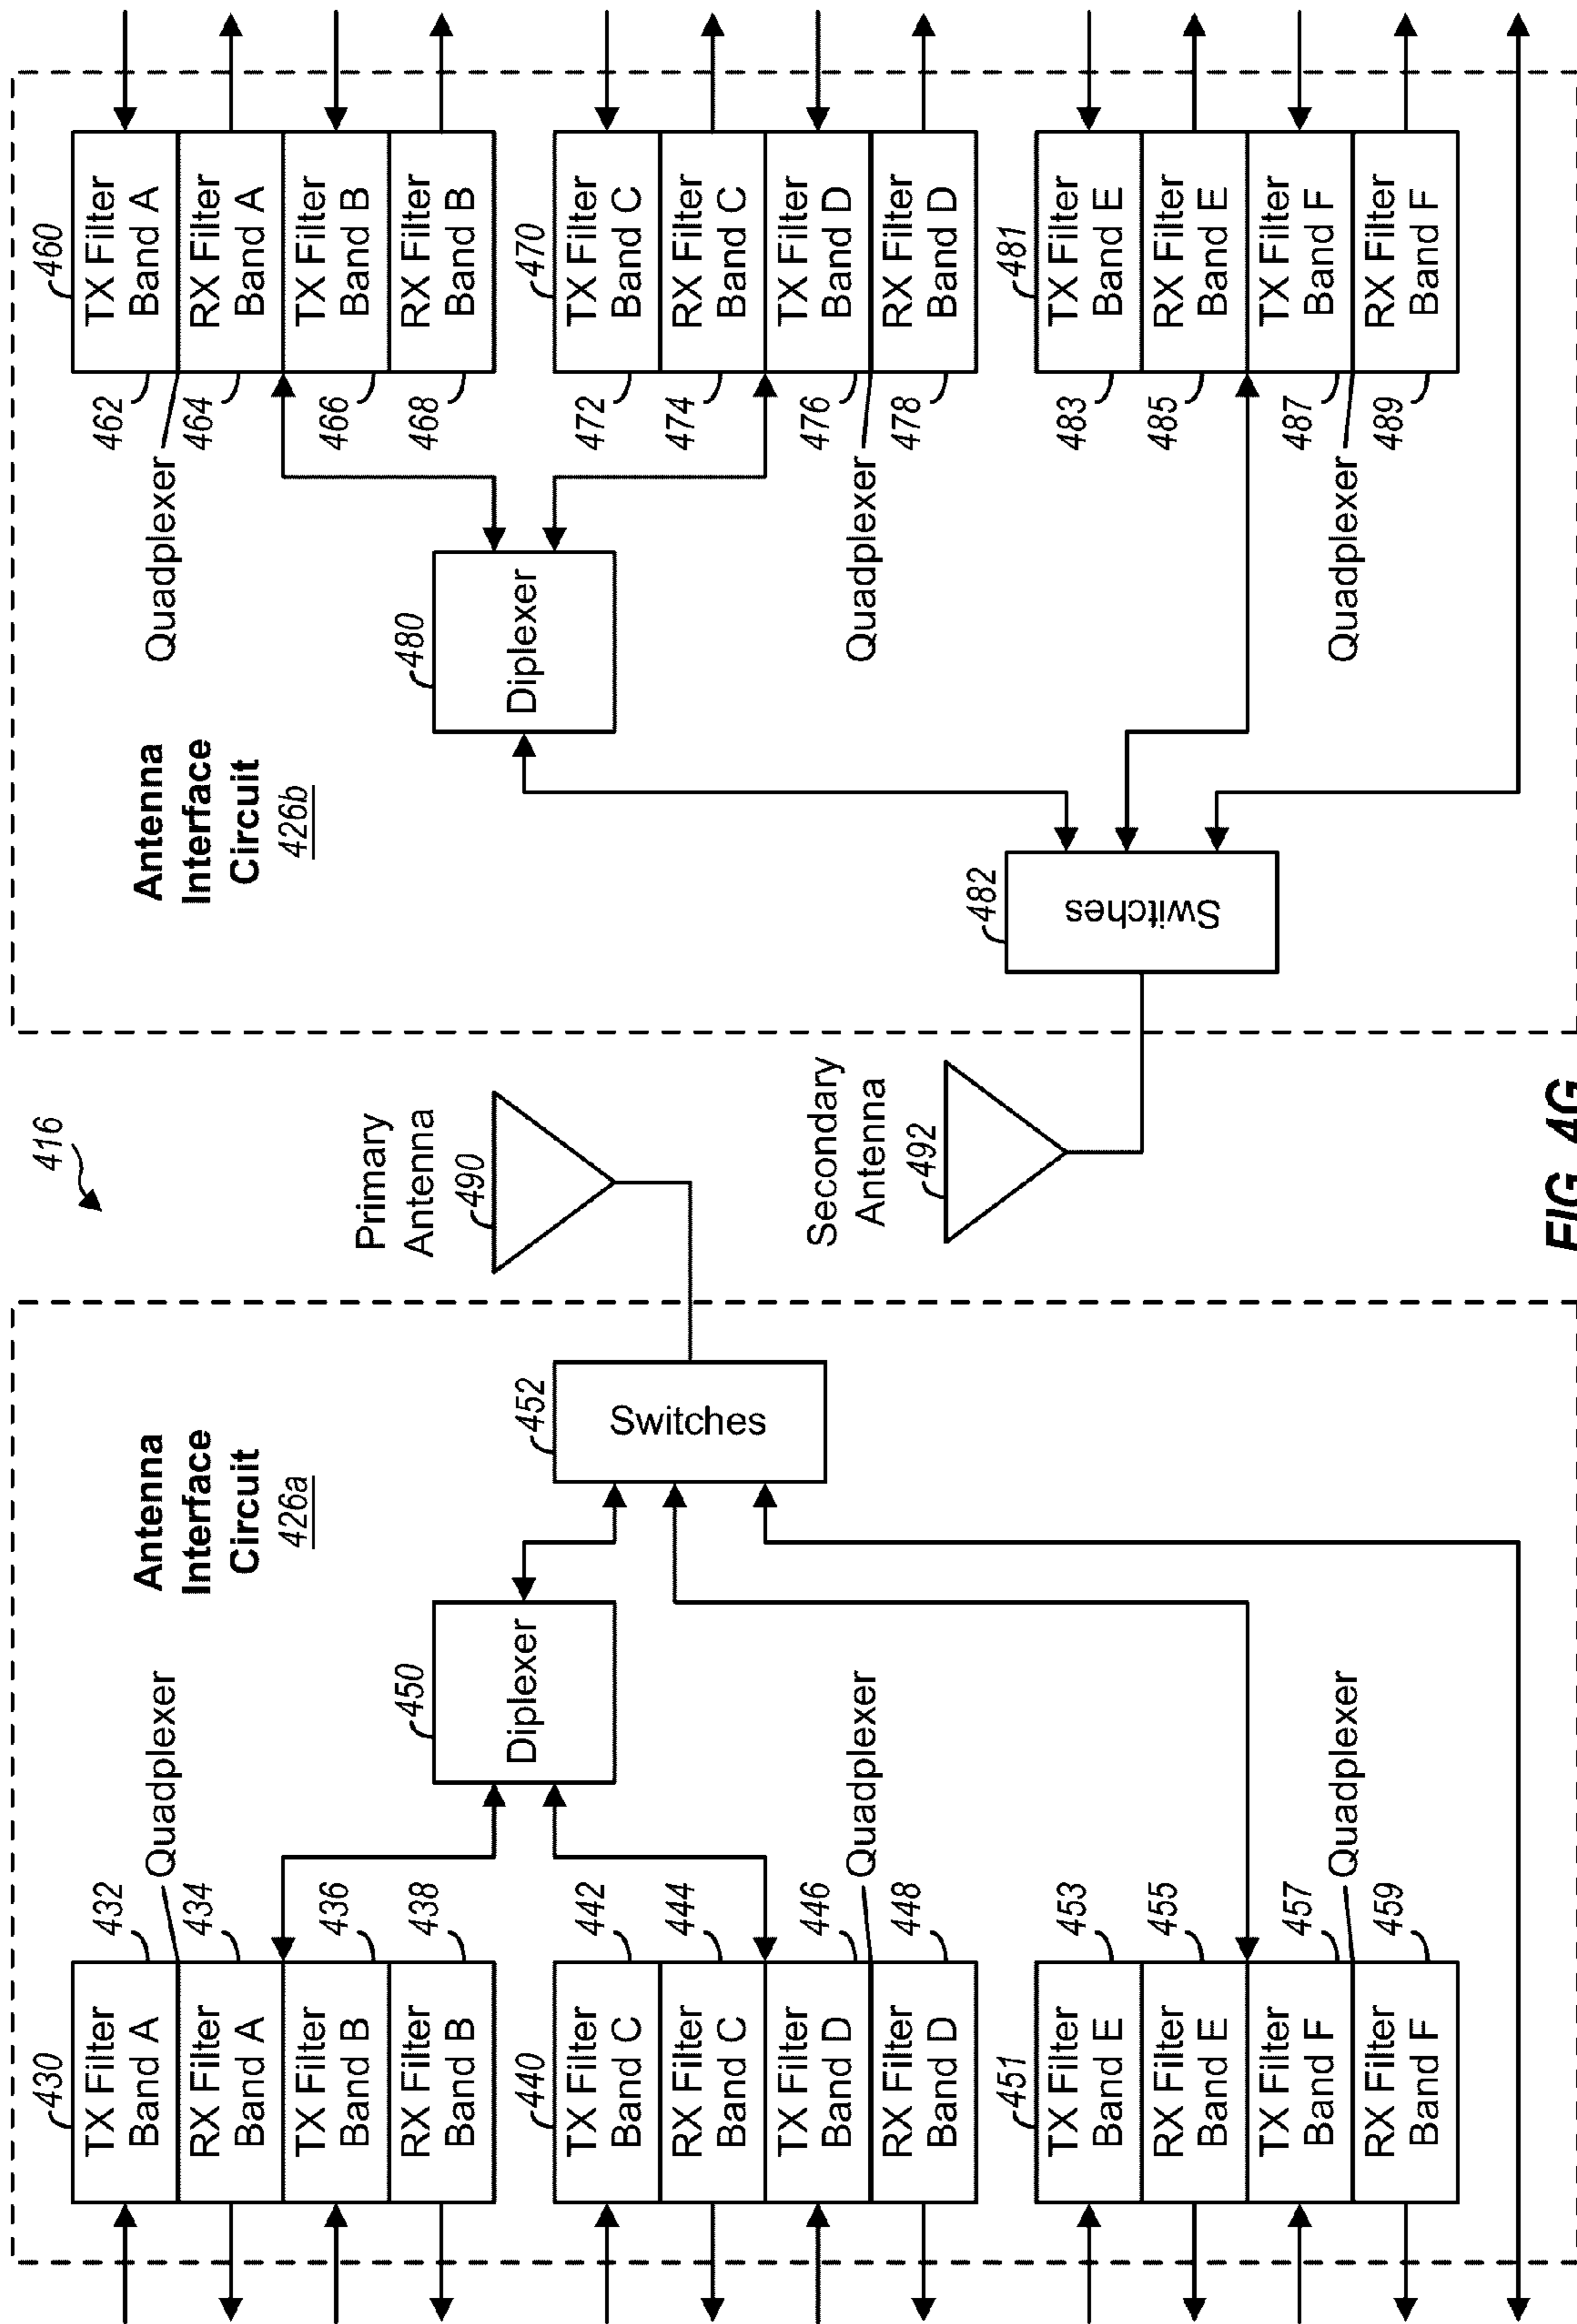 416
Antenna
Interface
Circuit
426a
430
TX Filter
Band A
432
RX Filter
Band A
434
TX Filter
Band B
436
RX Filter
Band B
438
Quadplexer
440
TX Filter
Band C
442
RX Filter
Band C
444
TX Filter
Band D
446
RX Filter
Band D
448
Quadplexer
451
TX Filter
Band E
453
RX Filter
Band E
455
TX Filter
Band F
457
RX Filter
Band F
459
Quadplexer
450
Diplexer
452
Switches
Primary
Antenna
490
Secondary
Antenna
492
Antenna
Interface
Circuit
426b
482
Switches
480
Diplexer
460
TX Filter
Band A
462
RX Filter
Band A
464
TX Filter
Band B
466
RX Filter
Band B
468
Quadplexer
470
TX Filter
Band C
472
RX Filter
Band C
474
TX Filter
Band D
476
RX Filter
Band D
478
Quadplexer
481
TX Filter
Band E
483
RX Filter
Band E
485
TX Filter
Band F
487
RX Filter
Band F
489
Quadplexer
FIG. 4G